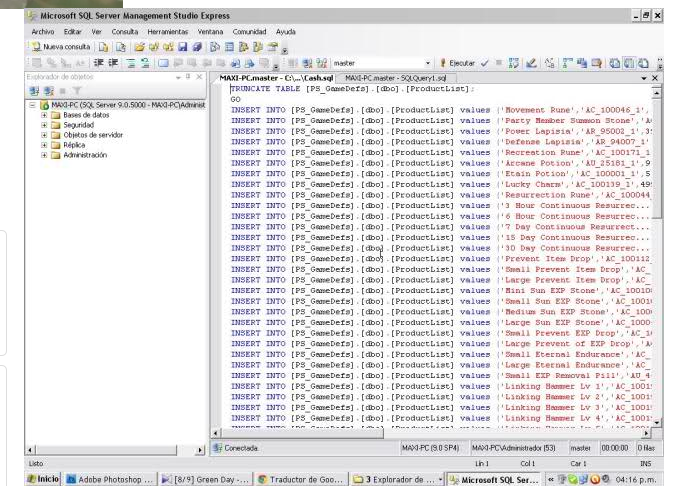 Microsoft SQL Server Management Studio Express
Archivo Editar Ver Consulta Herramientas Ventana Comunidad Ayuda
Nueva consulta
master Ejecutar
Explorador de objetos
MAXI-PC.master - C:\...\Cash.sql MAXI-PC.master - SQLQuery1.sql
MAXI-PC (SQL Server 9.0.5000 - MAXI-PC\Administ
Bases de datos
Seguridad
Objetos de servidor
Réplica
Administración
TRUNCATE TABLE [PS_GameDefs].[dbo].[ProductList];
GO
INSERT INTO [PS_GameDefs].[dbo].[ProductList] values ('Movement Rune','AC_100046_1',
INSERT INTO [PS_GameDefs].[dbo].[ProductList] values ('Party Member Summon Stone','A
INSERT INTO [PS_GameDefs].[dbo].[ProductList] values ('Power Lapisia','AR_95002_1',3
INSERT INTO [PS_GameDefs].[dbo].[ProductList] values ('Defense Lapisia','AR_94007_1'
INSERT INTO [PS_GameDefs].[dbo].[ProductList] values ('Recreation Rune','AC_100171_1
INSERT INTO [PS_GameDefs].[dbo].[ProductList] values ('Arcane Potion','AU_25181_1',9
INSERT INTO [PS_GameDefs].[dbo].[ProductList] values ('Etain Potion','AC_100001_1',5
INSERT INTO [PS_GameDefs].[dbo].[ProductList] values ('Lucky Charm','AC_100139_1',499
INSERT INTO [PS_GameDefs].[dbo].[ProductList] values ('Resurrection Rune','AC_100044
INSERT INTO [PS_GameDefs].[dbo].[ProductList] values ('3 Hour Continuous Resurrec...
INSERT INTO [PS_GameDefs].[dbo].[ProductList] values ('6 Hour Continuous Resurrec...
INSERT INTO [PS_GameDefs].[dbo].[ProductList] values ('7 Day Continuous Resurrect...
INSERT INTO [PS_GameDefs].[dbo].[ProductList] values ('15 Day Continuous Resurrec...
INSERT INTO [PS_GameDefs].[dbo].[ProductList] values ('30 Day Continuous Resurrec...
INSERT INTO [PS_GameDefs].[dbo].[ProductList] values ('Prevent Item Drop','AC_100112
INSERT INTO [PS_GameDefs].[dbo].[ProductList] values ('Small Prevent Item Drop','AC_
INSERT INTO [PS_GameDefs].[dbo].[ProductList] values ('Large Prevent Item Drop','AC_
INSERT INTO [PS_GameDefs].[dbo].[ProductList] values ('Mini Sun EXP Stone','AC_10010
INSERT INTO [PS_GameDefs].[dbo].[ProductList] values ('Small Sun EXP Stone','AC_1001
INSERT INTO [PS_GameDefs].[dbo].[ProductList] values ('Medium Sun EXP Stone','AC_100
INSERT INTO [PS_GameDefs].[dbo].[ProductList] values ('Large Sun EXP Stone','AC_1000
INSERT INTO [PS_GameDefs].[dbo].[ProductList] values ('Small Prevent EXP Drop','AC_1
INSERT INTO [PS_GameDefs].[dbo].[ProductList] values ('Large Prevent of EXP Drop','A
INSERT INTO [PS_GameDefs].[dbo].[ProductList] values ('Small Eternal Endurance','AC_
INSERT INTO [PS_GameDefs].[dbo].[ProductList] values ('Large Eternal Endurance','AC_
INSERT INTO [PS_GameDefs].[dbo].[ProductList] values ('Small EXP Removal Pill','AU_4
INSERT INTO [PS_GameDefs].[dbo].[ProductList] values ('Linking Hammer Lv 1','AC_1001
INSERT INTO [PS_GameDefs].[dbo].[ProductList] values ('Linking Hammer Lv 2','AC_1001
INSERT INTO [PS_GameDefs].[dbo].[ProductList] values ('Linking Hammer Lv 3','AC_1001
INSERT INTO [PS_GameDefs].[dbo].[ProductList] values ('Linking Hammer Lv 4','AC_1001
Conectada. MAXI-PC (9.0 SP4) MAXI-PC\Administrador (53) master 00:00:00 0 filas
Listo Lín 1 Col 1 Car 1 INS
Inicio Adobe Photoshop ... [8/9] Green Day -... Traductor de Goo... 3 Explorador de ... Microsoft SQL Ser... 04:16 p.m.